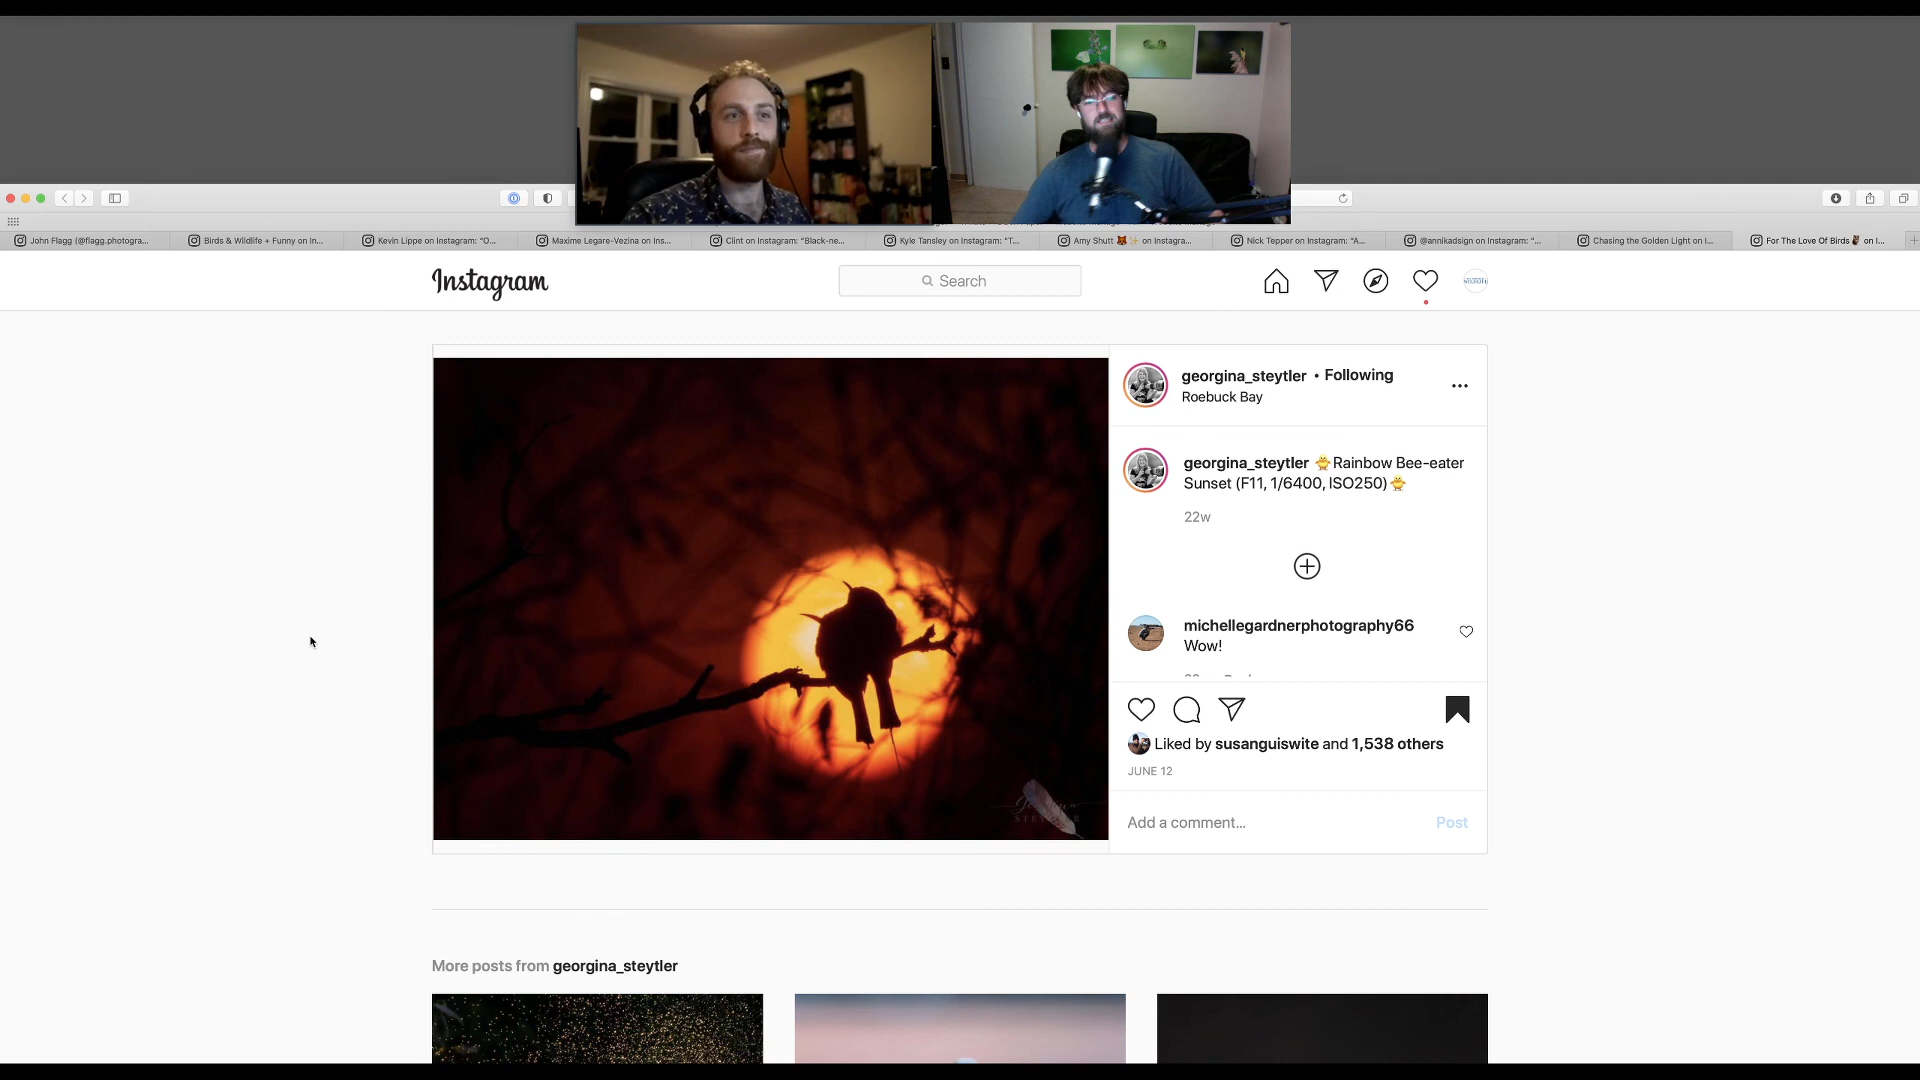 John Flagg (@flagg.photogra...
Birds & Wildlife + Funny on In...
Kevin Lippe on Instagram: "O...
Maxime Legare-Vezina on Ins...
Clint on Instagram: "Black-ne...
Kyle Tansley on Instagram: "T...
Amy Shutt 🦊✨ on Instagra...
Nick Tepper on Instagram: "A...
@annikadsign on Instagram: "...
Chasing the Golden Light on I...
For The Love Of Birds 🦉 on I...
Instagram
Search
georgina_steytler • Following
Roebuck Bay
georgina_steytler 🐥Rainbow Bee-eater
Sunset (F11, 1/6400, ISO250)🐥
22w
michellegardnerphotography66
Wow!
Liked by susanguiswite and 1,538 others
JUNE 12
Add a comment...
Post
More posts from georgina_steytler